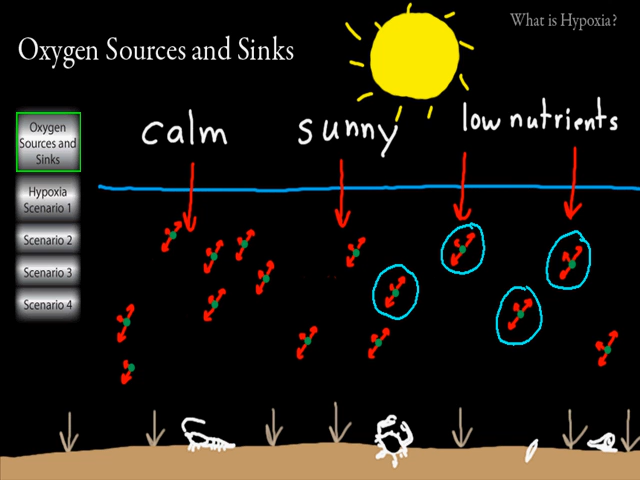 What is Hypoxia?
Oxygen Sources and Sinks
calm sunny low nutrients
Oxygen
Sources and
Sinks
Hypoxia
Scenario 1
Scenario 2
Scenario 3
Scenario 4